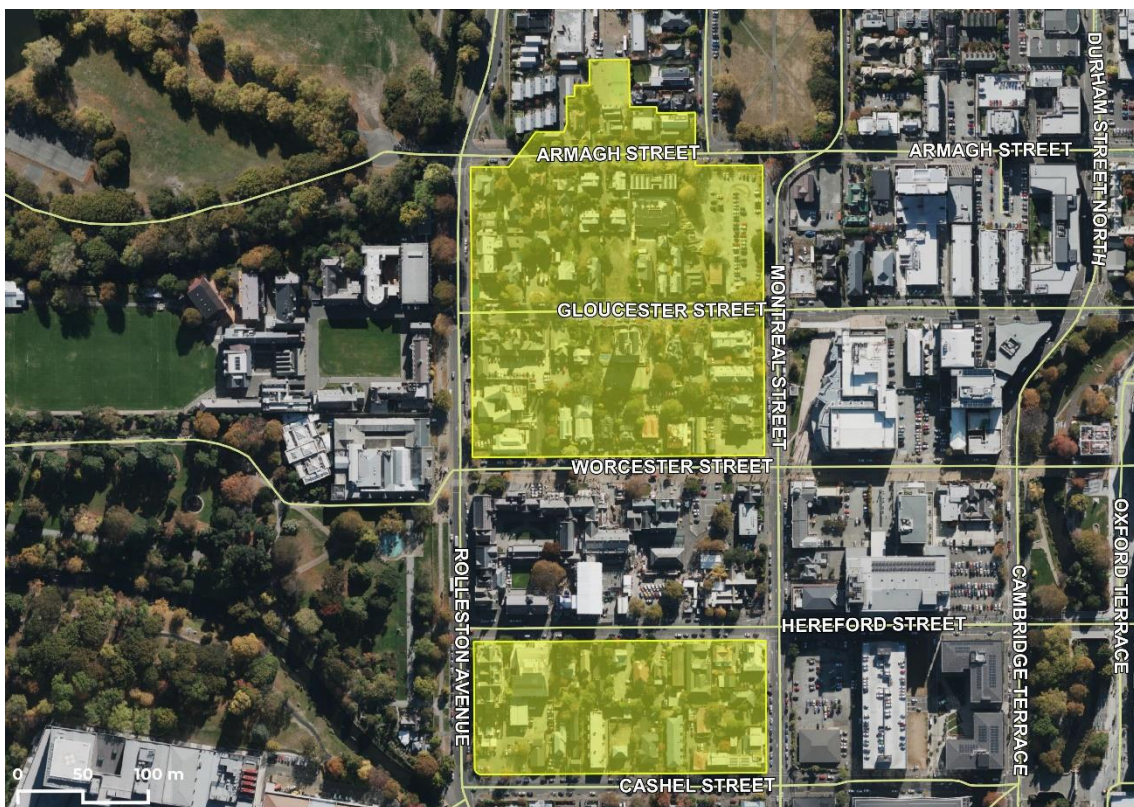 DURHAM STREET NORTH
ARMAGH STREET
ARMAGH STREET
MONTREAL STREET
GLOUCESTER STREET
WORCESTER STREET
OXFORD TERRACE
ROLLESTON AVENUE
CAMBRIDGE TERRACE
HEREFORD STREET
0 50 100 m
CASHEL STREET